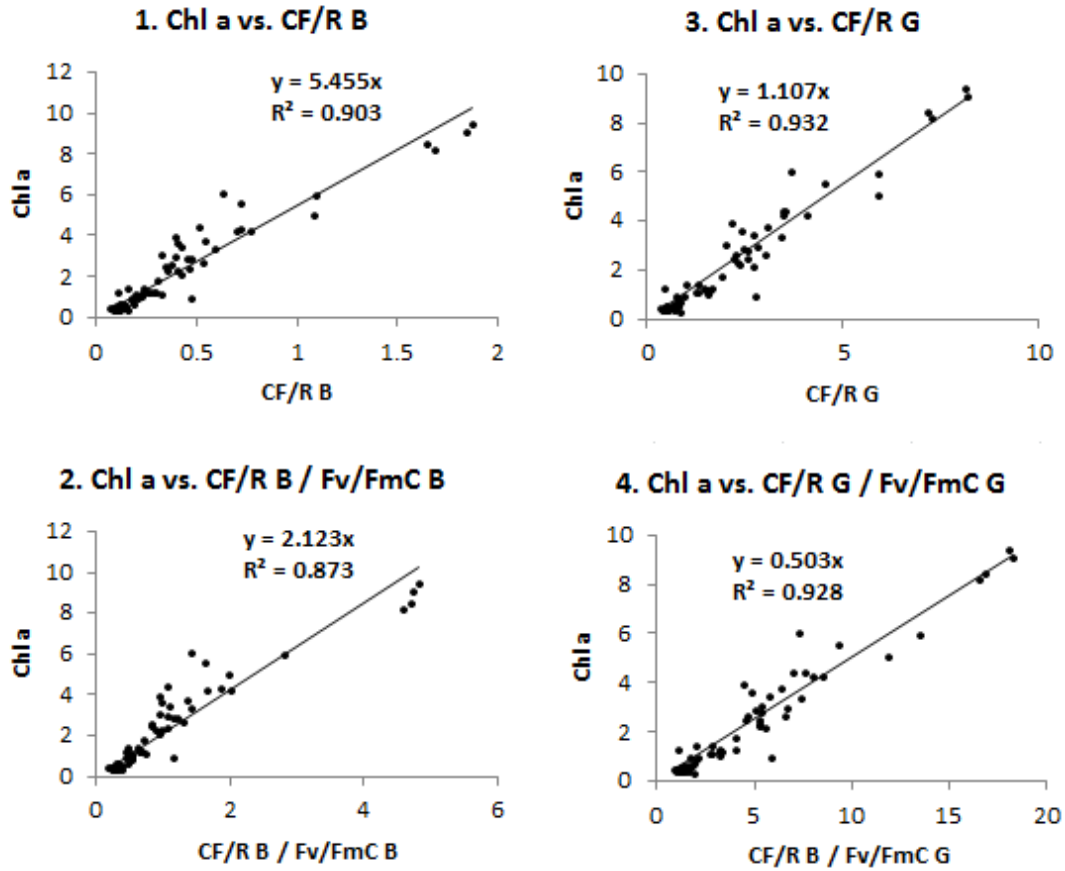 1. Chl a vs. CF/R B
12
10
8
6
4
2
0
Chl a
y = 5.455x
R² = 0.903
0 0.5 1 1.5 2
CF/R B
3. Chl a vs. CF/R G
10
8
6
4
2
0
Chl a
y = 1.107x
R² = 0.932
0 5 10
CF/R G
2. Chl a vs. CF/R B / Fv/FmC B
12
10
8
6
4
2
0
Chl a
y = 2.123x
R² = 0.873
0 2 4 6
CF/R B / Fv/FmC B
4. Chl a vs. CF/R G / Fv/FmC G
10
8
6
4
2
0
Chl a
y = 0.503x
R² = 0.928
0 5 10 15 20
CF/R B / Fv/FmC G